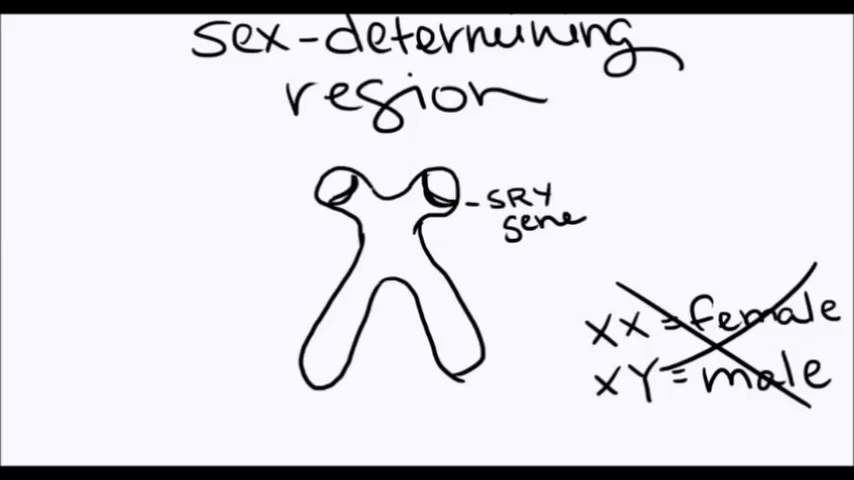 sex-determining
region
- SRY
gene
XX = female
XY = male